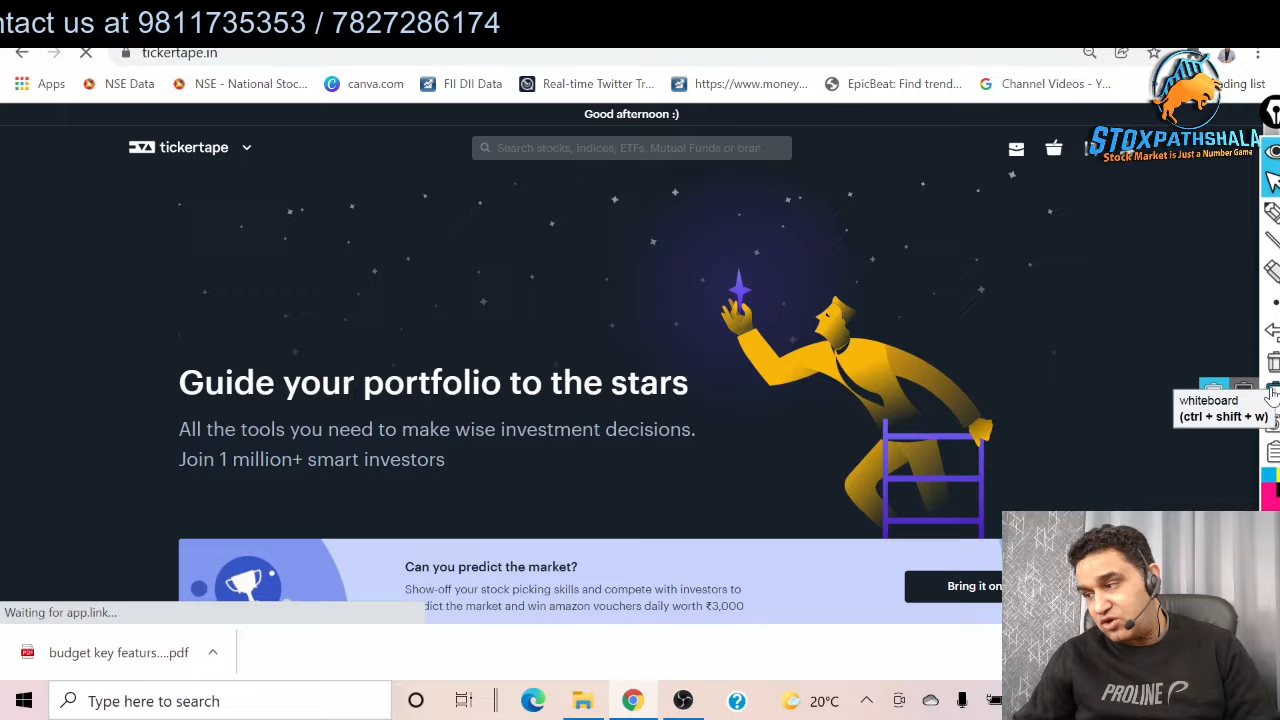 ntact us at 9811735353 / 7827286174
tickertape.in
Apps
NSE Data
NSE - National Stoc...
canva.com
FII DII Data
Real-time Twitter Tr...
https://www.money...
EpicBeat: Find trend...
Channel Videos - Y...
ding list
Good afternoon :)
tickertape
Search stocks, indices, ETFs, Mutual Funds or bran
STOXPATHSHALA
Stock Market is Just a Number Game
Guide your portfolio to the stars
All the tools you need to make wise investment decisions.
Join 1 million+ smart investors
whiteboard
(ctrl + shift + w)
Can you predict the market?
Show-off your stock picking skills and compete with investors to
dict the market and win amazon vouchers daily worth ₹3,000
Bring it on
Waiting for app.link...
budget key featurs....pdf
Type here to search
20°C
PROLINE